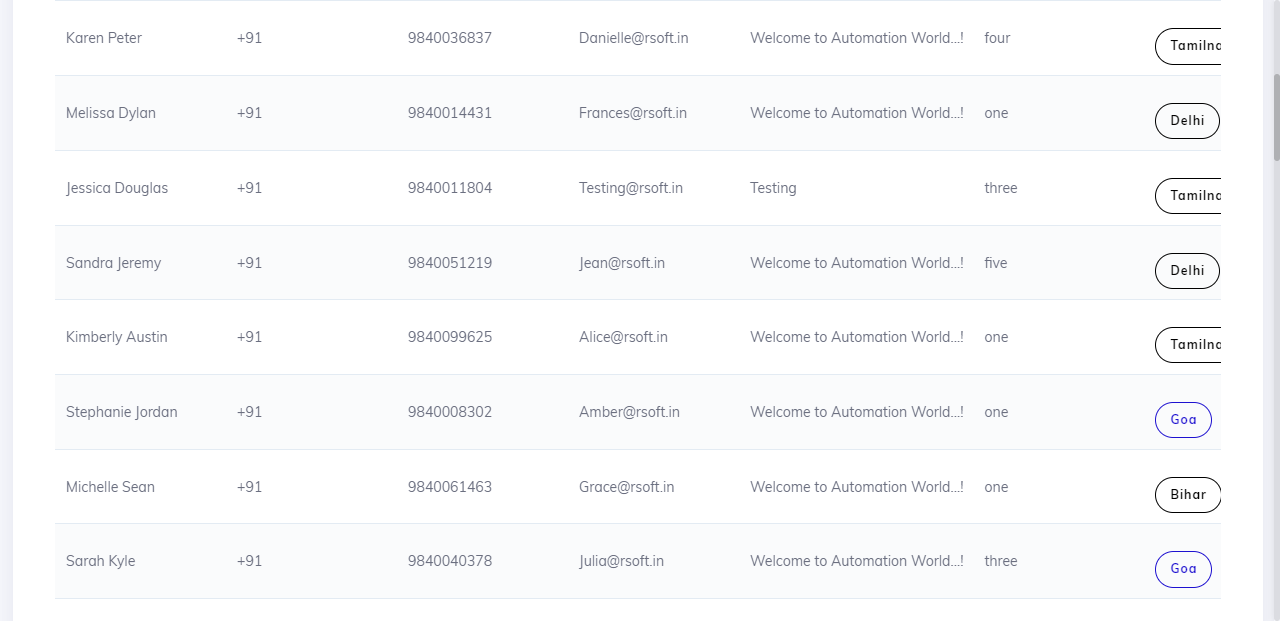 Karen Peter +91 9840036837 Danielle@rsoft.in Welcome to Automation World...! four Tamilna
Melissa Dylan +91 9840014431 Frances@rsoft.in Welcome to Automation World...! one Delhi
Jessica Douglas +91 9840011804 Testing@rsoft.in Testing three Tamilna
Sandra Jeremy +91 9840051219 Jean@rsoft.in Welcome to Automation World...! five Delhi
Kimberly Austin +91 9840099625 Alice@rsoft.in Welcome to Automation World...! one Tamilna
Stephanie Jordan +91 9840008302 Amber@rsoft.in Welcome to Automation World...! one Goa
Michelle Sean +91 9840061463 Grace@rsoft.in Welcome to Automation World...! one Bihar
Sarah Kyle +91 9840040378 Julia@rsoft.in Welcome to Automation World...! three Goa